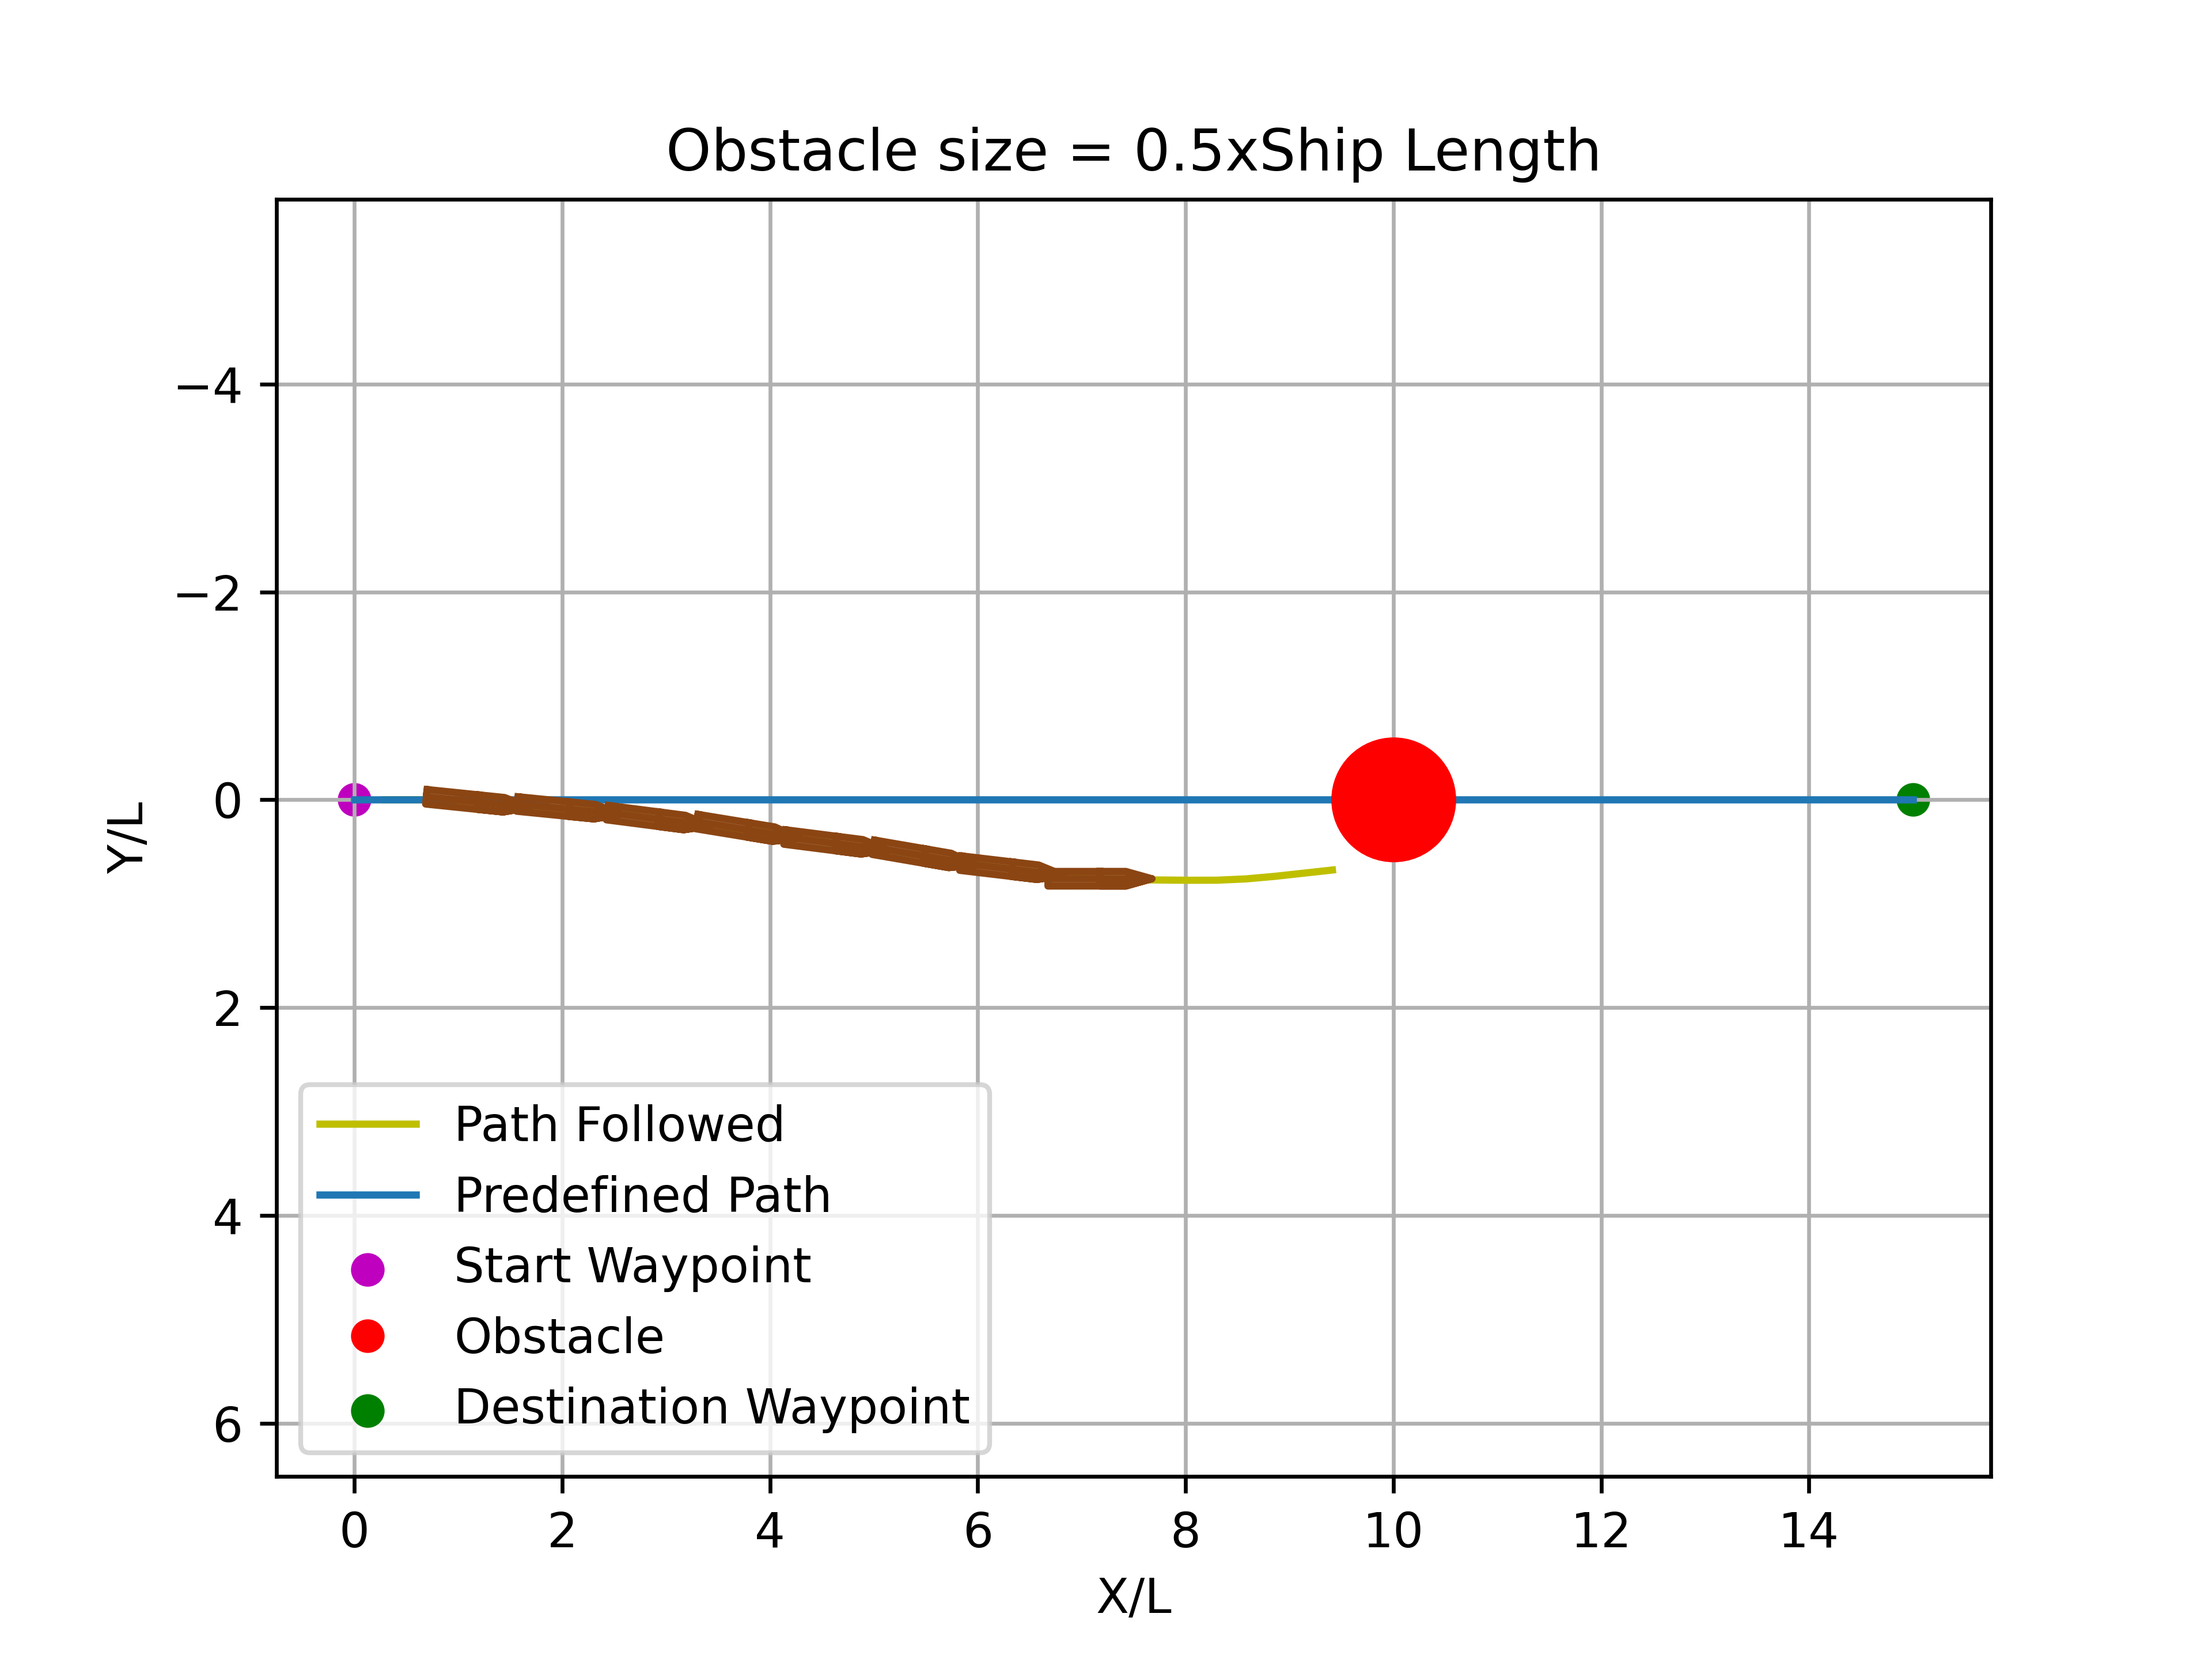 Obstacle size = 0.5xShip Length
−4
−2
0
2
4
6
Y/L
Path Followed
Predefined Path
Start Waypoint
Obstacle
Destination Waypoint
0 2 4 6 8 10 12 14
X/L